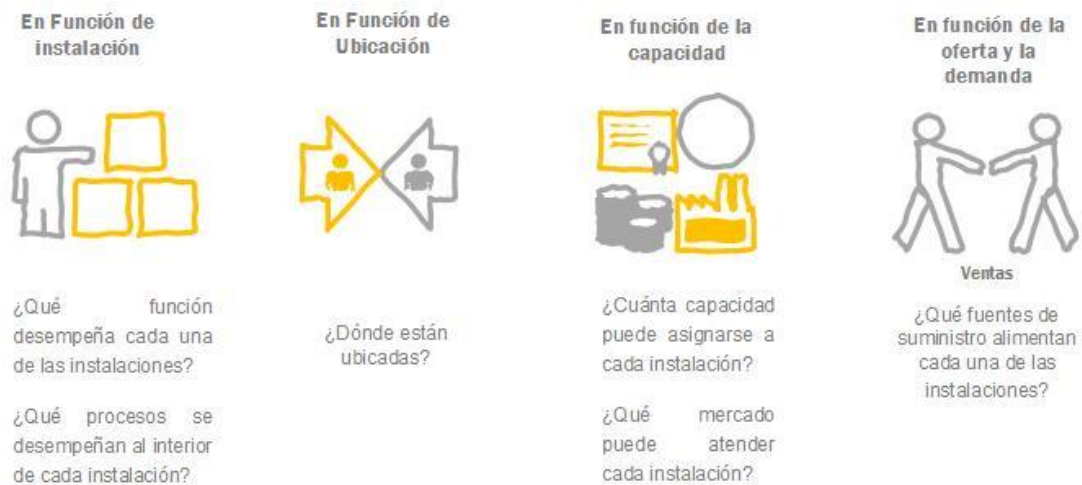 En Función de
instalación
¿Qué función
desempeña cada una
de las instalaciones?
¿Qué procesos se
desempeñan al interior
de cada instalación?
En Función de
Ubicación
¿Dónde están
ubicadas?
En función de la
capacidad
¿Cuánta capacidad
puede asignarse a
cada instalación?
¿Qué mercado
puede atender
cada instalación?
En función de la
oferta y la
demanda
Ventas
¿Qué fuentes de
suministro alimentan
cada una de las
instalaciones?